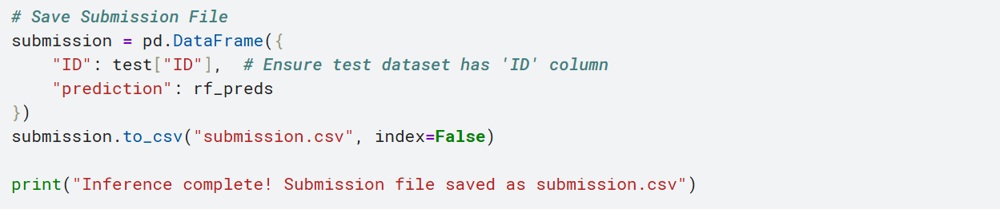 # Save Submission File
submission = pd.DataFrame({
    "ID": test["ID"],  # Ensure test dataset has 'ID' column
    "prediction": rf_preds
})
submission.to_csv("submission.csv", index=False)

print("Inference complete! Submission file saved as submission.csv")